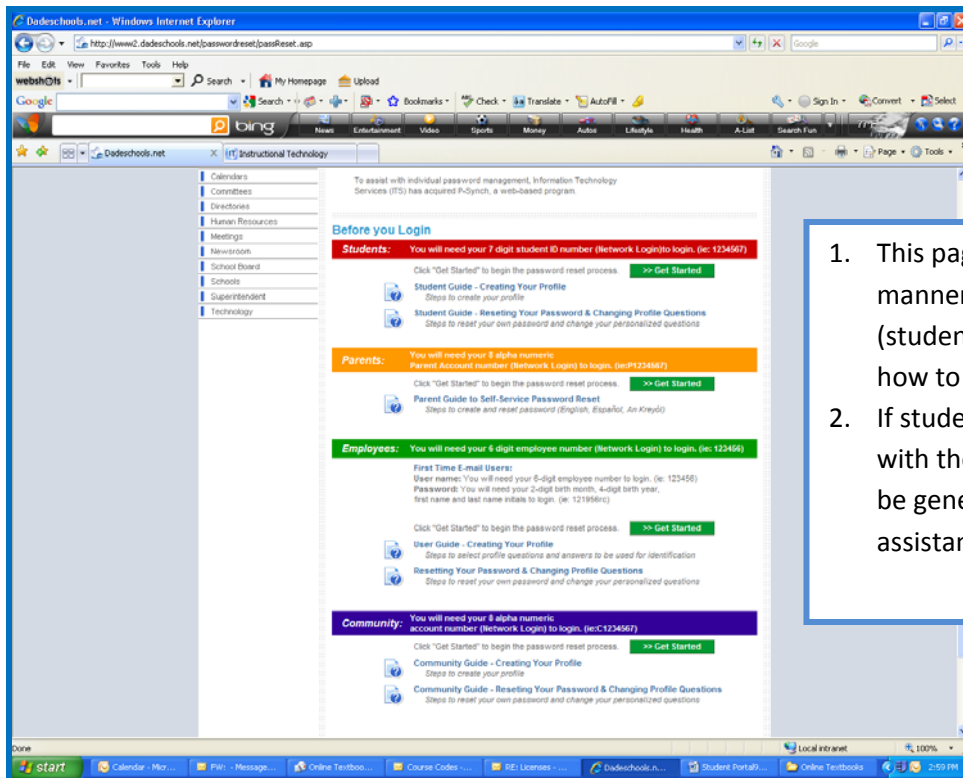 Dadeschools.net - Windows Internet Explorer
http://www2.dadeschools.net/passwordreset/passReset.asp
Google
File Edit View Favorites Tools Help
websh@ts Search My Homepage Upload
Google Search Bookmarks Check Translate AutoFill Sign In Convert Select
bing News Entertainment Video Sports Money Autos Lifestyle Health A-List Search Fun
Dadeschools.net X Instructional Technology Page Tools
Calendars
Committees
Directories
Human Resources
Meetings
Newsroom
School Board
Schools
Superintendent
Technology
To assist with individual password management, Information Technology
Services (ITS) has acquired P-Synch, a web-based program.
Before you Login
Students: You will need your 7 digit student ID number (Network Login)to login. (ie: 1234567)
Click "Get Started" to begin the password reset process. >> Get Started
Student Guide - Creating Your Profile
Steps to create your profile
Student Guide - Reseting Your Password & Changing Profile Questions
Steps to reset your own password and change your personalized questions
Parents: You will need your 8 alpha numeric
Parent Account number (Network Login) to login. (ie:P1234567)
Click "Get Started" to begin the password reset process. >> Get Started
Parent Guide to Self-Service Password Reset
Steps to create and reset password (English, Español, An Kreyól)
Employees: You will need your 6 digit employee number (Network Login) to login. (ie: 123456)
First Time E-mail Users:
User name: You will need your 6-digit employee number to login. (ie: 123456)
Password: You will need your 2-digit birth month, 4-digit birth year,
first name and last name initials to login. (ie: 121956rc)
Click "Get Started" to begin the password reset process. >> Get Started
User Guide - Creating Your Profile
Steps to select profile questions and answers to be used for identification
Resetting Your Password & Changing Profile Questions
Steps to reset your own password and change your personalized questions
Community: You will need your 8 alpha numeric
account number (Network Login) to login. (ie:C1234567)
Click "Get Started" to begin the password reset process. >> Get Started
Community Guide - Creating Your Profile
Steps to create your profile
Community Guide - Reseting Your Password & Changing Profile Questions
Steps to reset your own password and change your personalized questions
1. This pag
manner
(studen
how to
2. If stude
with the
be gene
assistan
Done Local intranet 100%
start Calendar - Micr... FW: - Message... Online Textboo... Course Codes -... RE: Licenses - ... Dadeschools.n... Student Portal9... Online Textbooks 2:59 PM